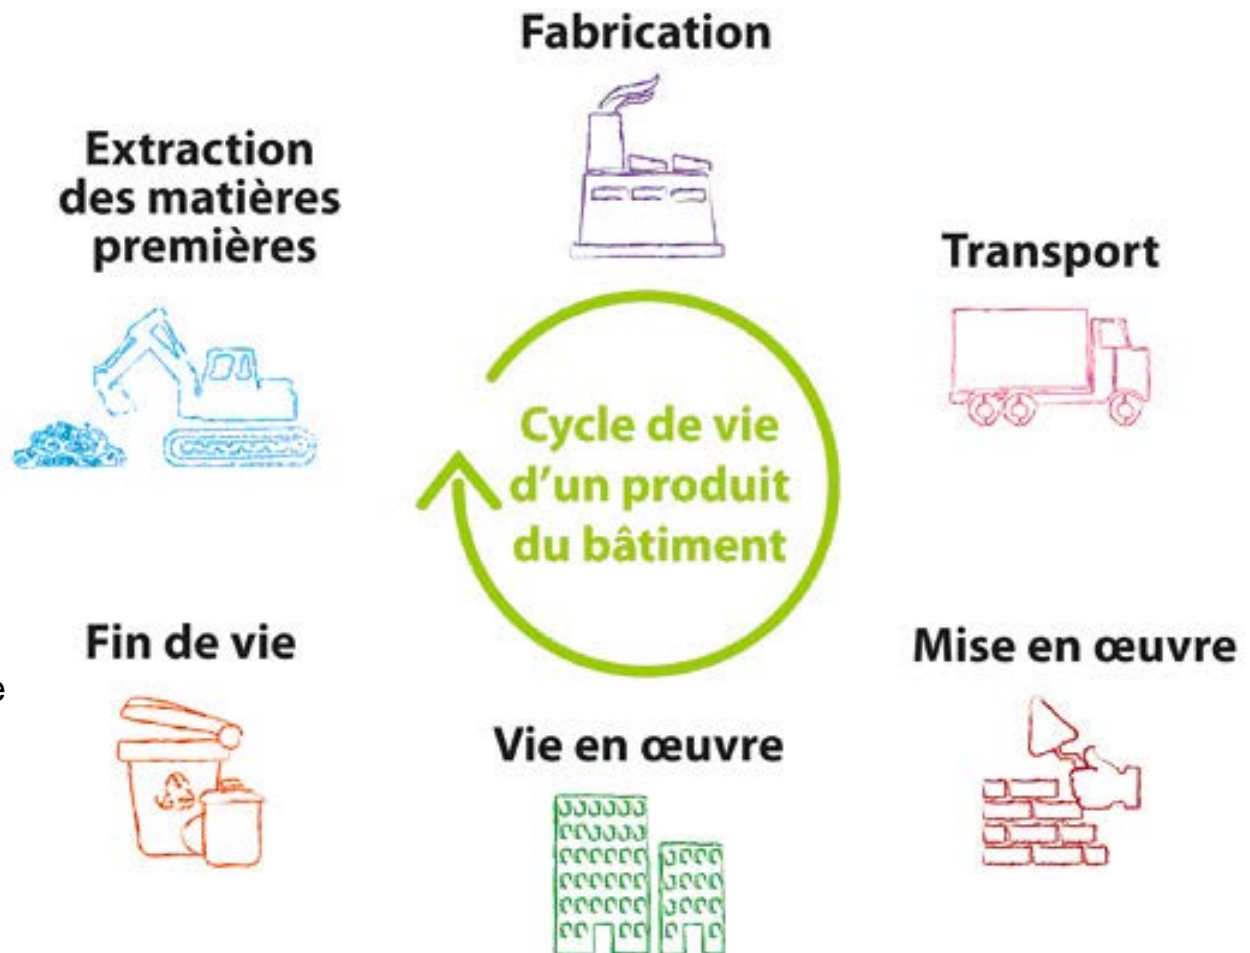 Fabrication
Extraction
des matières
premières
Transport
Cycle de vie
d'un produit
du bâtiment
Fin de vie
Mise en œuvre
e
Vie en œuvre